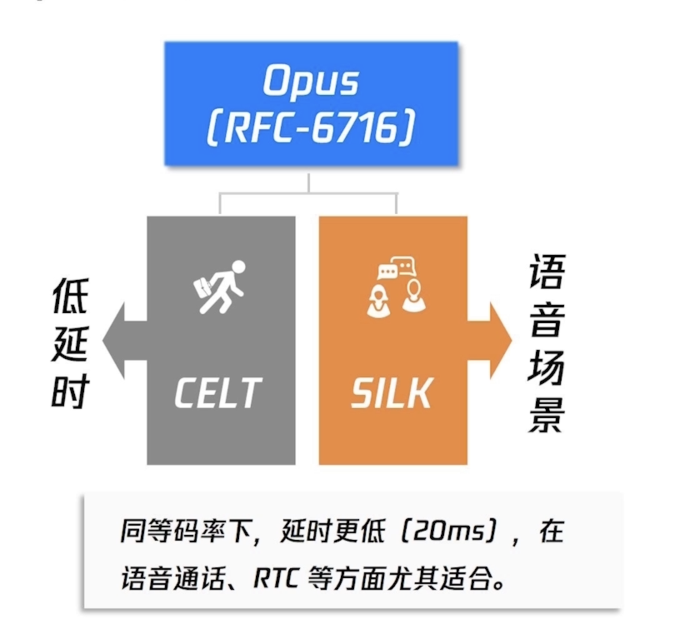 Opus
(RFC-6716)
低延时
CELT
SILK
语音场景
同等码率下，延时更低（20ms），在
语音通话、RTC 等方面尤其适合。